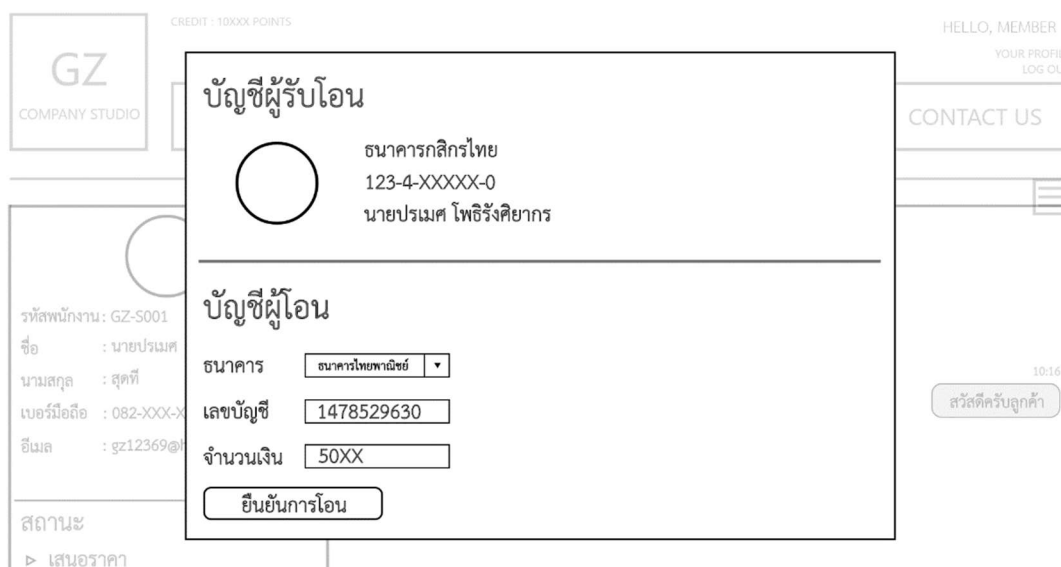 CREDIT : 10XXX POINTS
HELLO, MEMBER
YOUR PROFIL
LOG OU
GZ
COMPANY STUDIO
CONTACT US
บัญชีผู้รับโอน
ธนาคารกสิกรไทย
123-4-XXXXX-0
นายปรเมศ โพธิรังศิยากร
บัญชีผู้โอน
ธนาคาร ธนาคารไทยพาณิชย์
เลขบัญชี 1478529630
จำนวนเงิน 50XX
ยืนยันการโอน
รหัสพนักงาน : GZ-S001
ชื่อ : นายปรเมศ
นามสกุล : สุดที
เบอร์มือถือ : 082-XXX-X
อีเมล : gz12369@h
สถานะ
เสนอราคา
10:16
สวัสดีครับลูกค้า